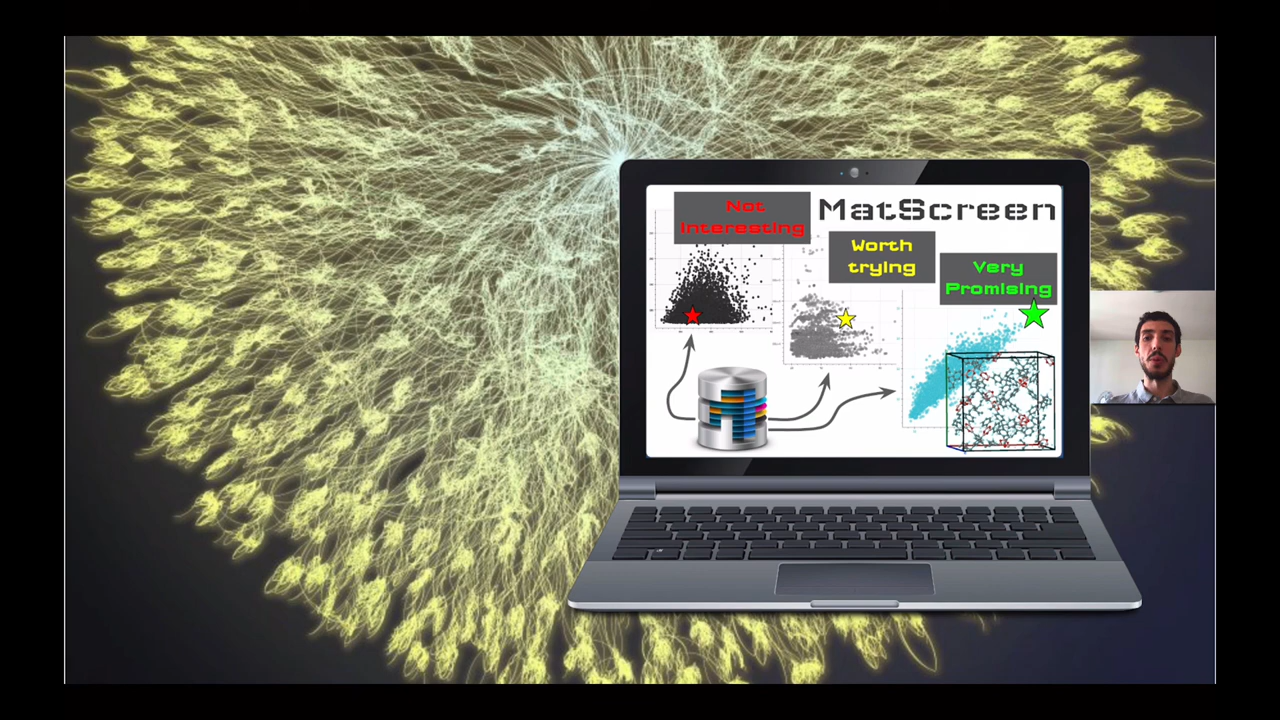 Not
interesting
MatScreen
Worth
trying
Very
Promising